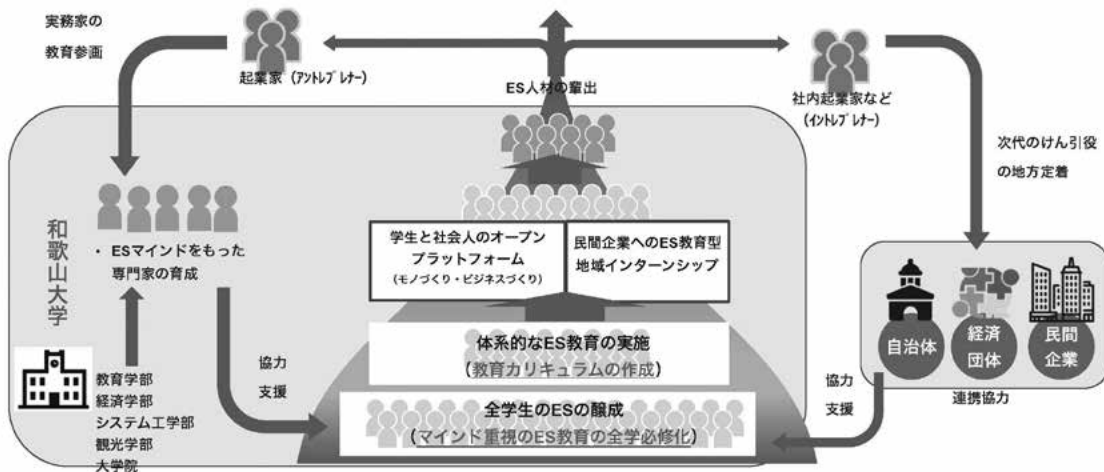 実務家の
教育参画
起業家（アントレプレナー）
ES人材の輩出
社内起業家など
（イントレプレナー）
次代のけん引役
の地方定着
和歌山大学
・ ESマインドをもった
専門家の育成
教育学部
経済学部
システム工学部
観光学部
大学院
協力
支援
学生と社会人のオープン
プラットフォーム
（モノづくり・ビジネスづくり）
民間企業へのES教育型
地域インターンシップ
体系的なES教育の実施
（教育カリキュラムの作成）
全学生のESの醸成
（マインド重視のES教育の全学必修化）
自治体
経済
団体
民間
企業
連携協力
協力
支援